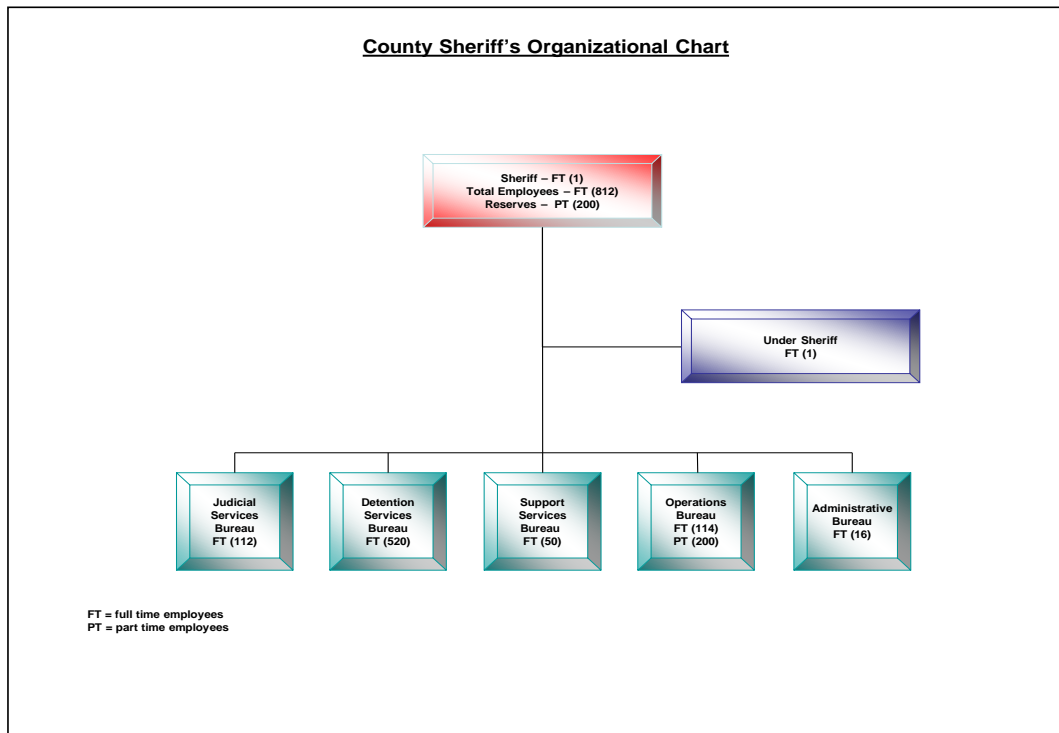 County Sheriff's Organizational Chart
Sheriff – FT (1)
Total Employees – FT (812)
Reserves – PT (200)
Under Sheriff
FT (1)
Judicial
Services
Bureau
FT (112)
Detention
Services
Bureau
FT (520)
Support
Services
Bureau
FT (50)
Operations
Bureau
FT (114)
PT (200)
Administrative
Bureau
FT (16)
FT = full time employees
PT = part time employees